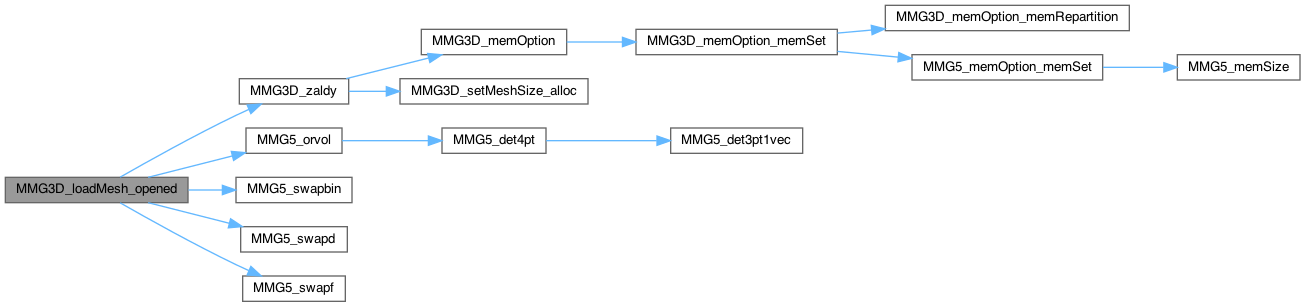 MMG3D_memOption_memRepartition
MMG3D_memOption
MMG3D_memOption_memSet
MMG5_memOption_memSet
MMG5_memSize
MMG3D_zaldy
MMG3D_setMeshSize_alloc
MMG5_orvol
MMG5_det4pt
MMG5_det3pt1vec
MMG3D_loadMesh_opened
MMG5_swapbin
MMG5_swapd
MMG5_swapf